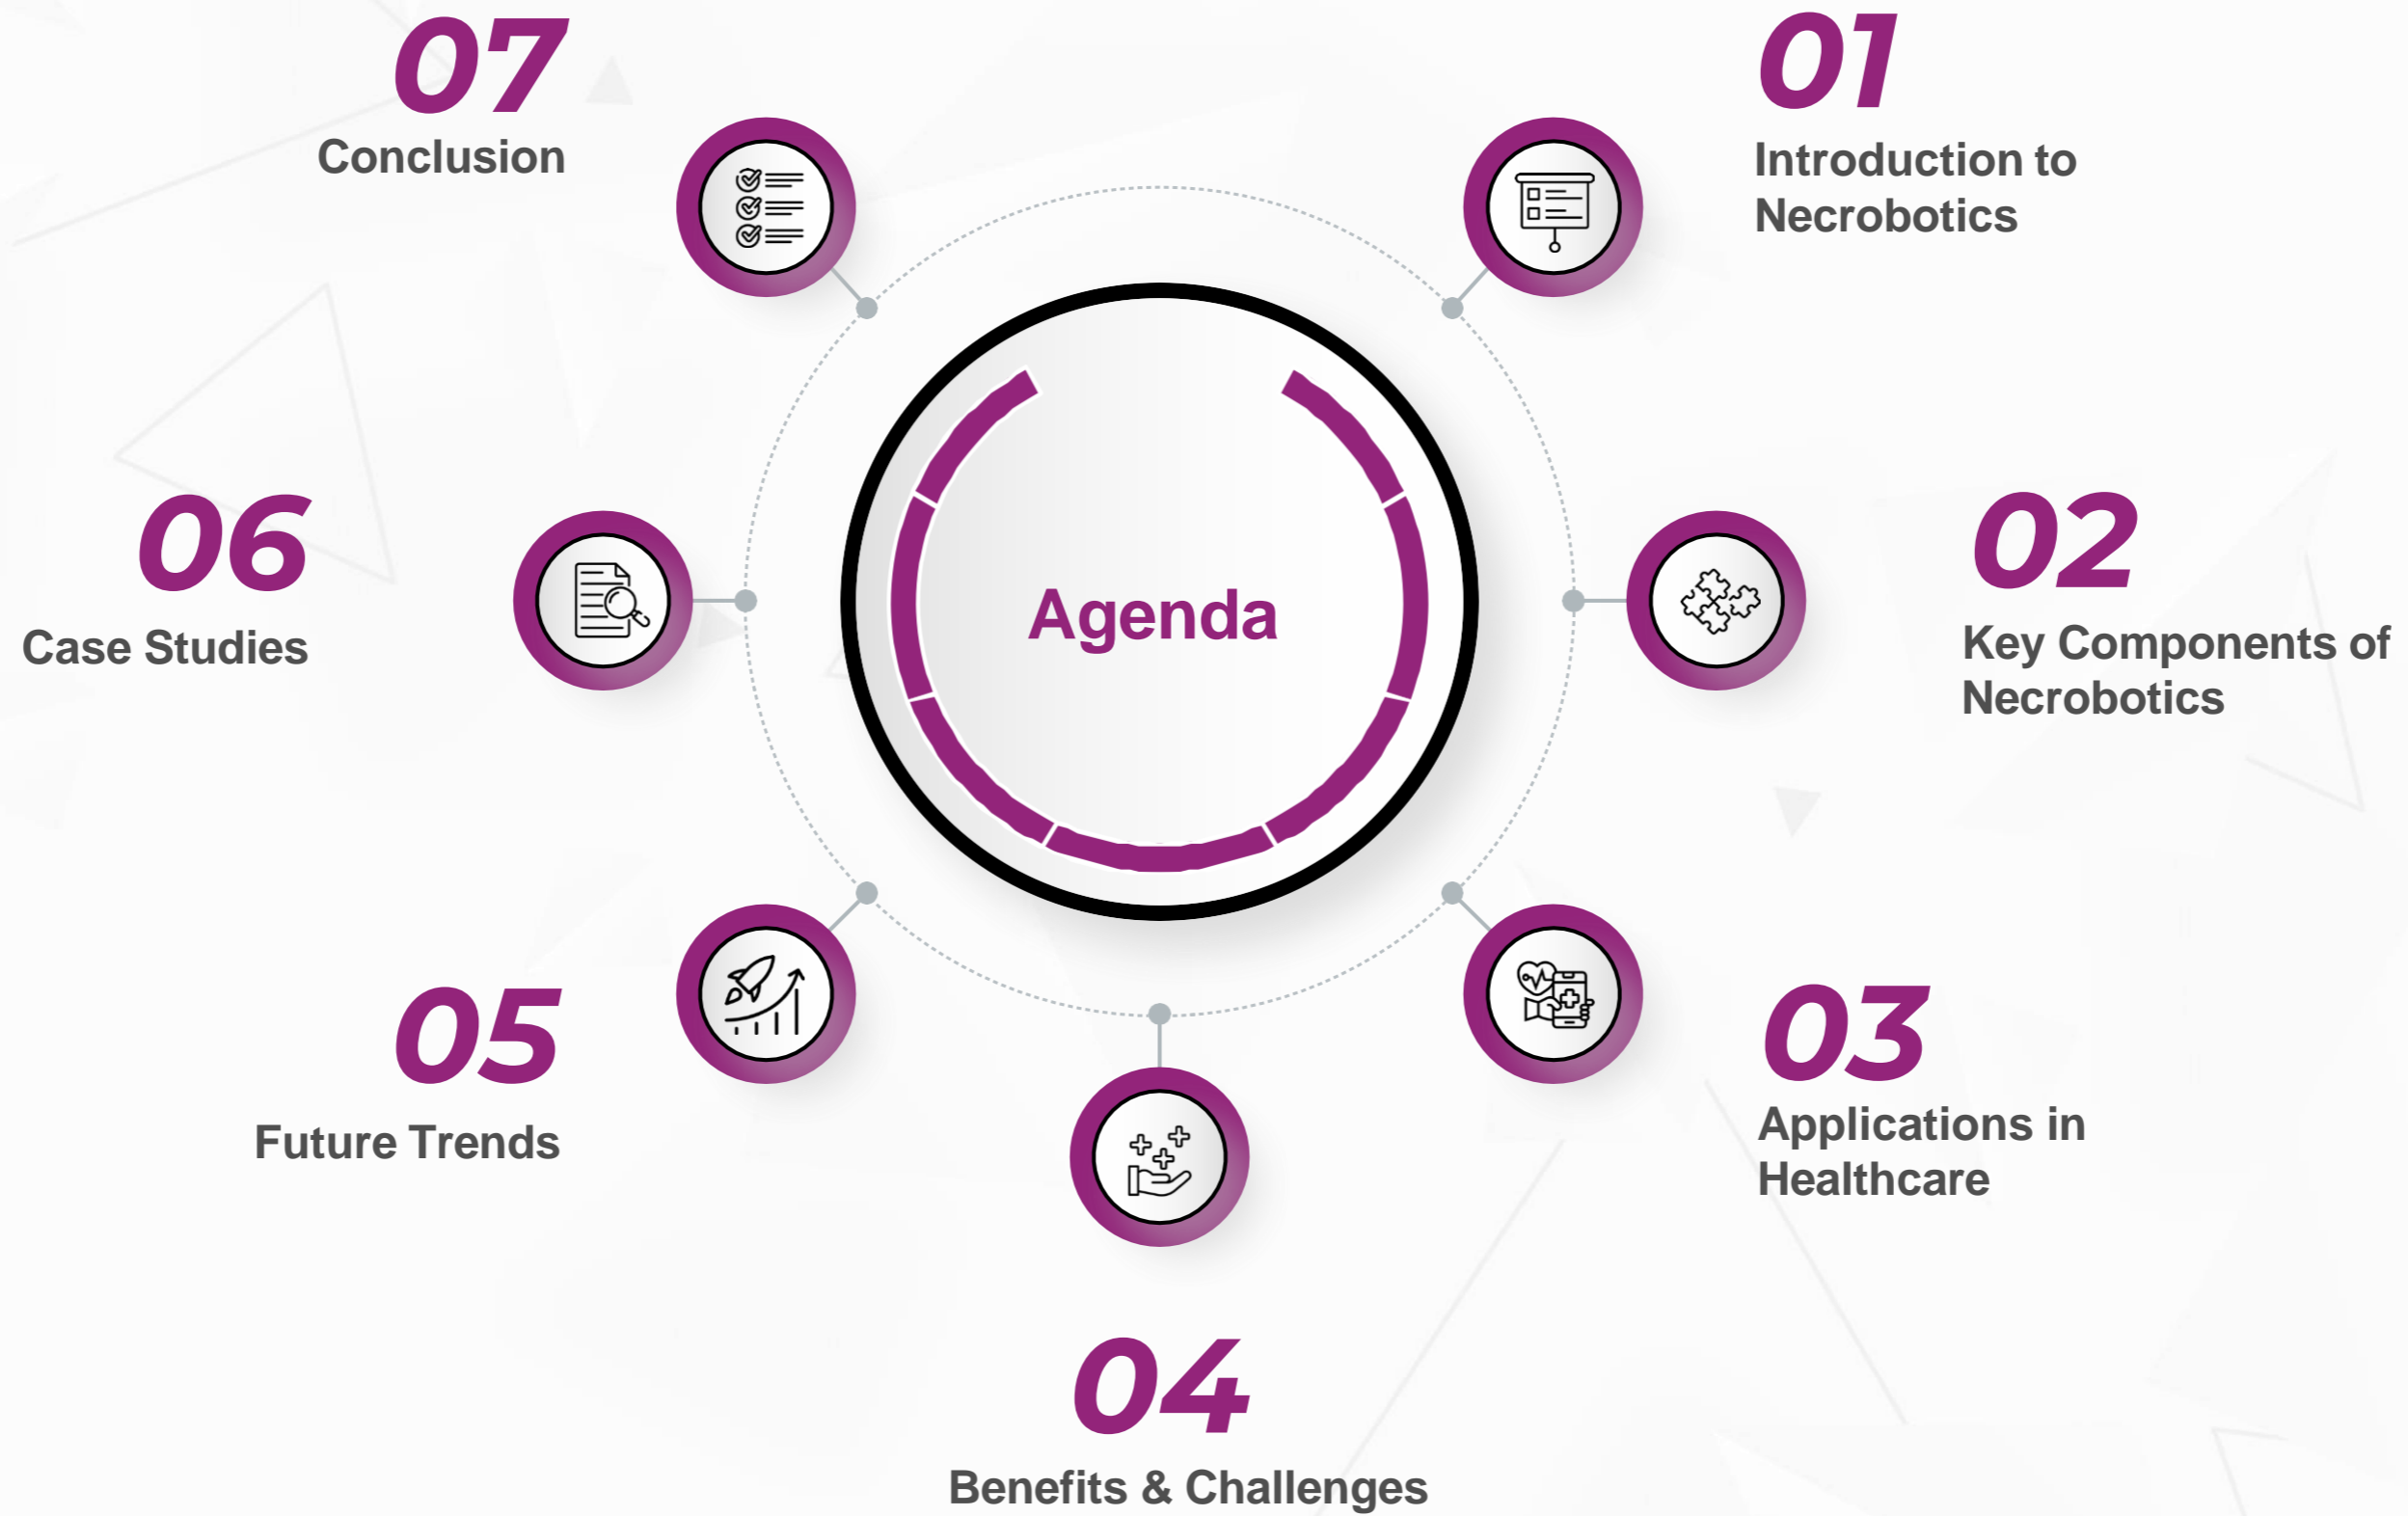 Agenda
01
Introduction to
Necrobotics
02
Key Components of
Necrobotics
03
Applications in
Healthcare
04
Benefits & Challenges
05
Future Trends
06
Case Studies
07
Conclusion